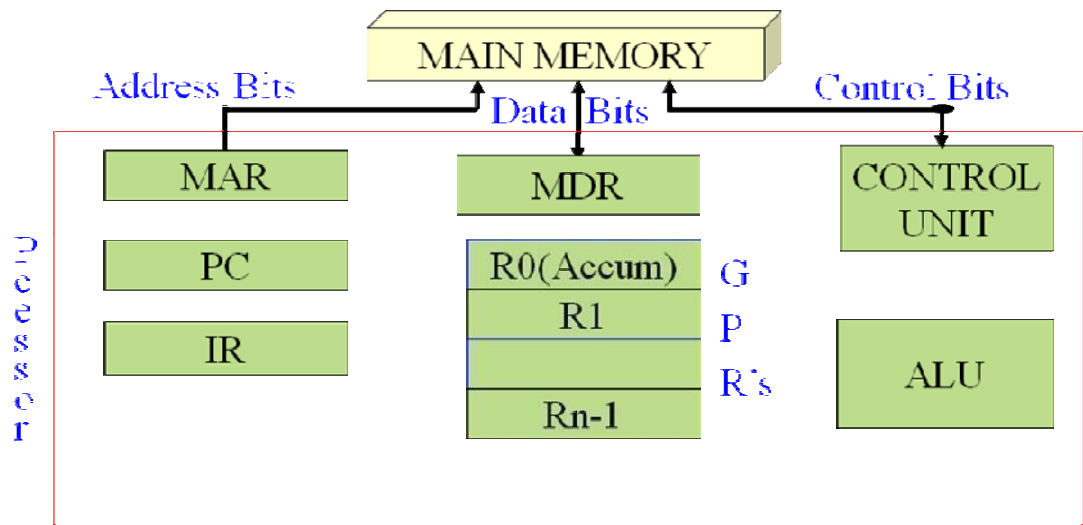 MAIN MEMORY
Address Bits
Data Bits
Control Bits
MAR
MDR
CONTROL
UNIT
PC
R0(Accum)
R1
Rn-1
G
P
R's
IR
ALU